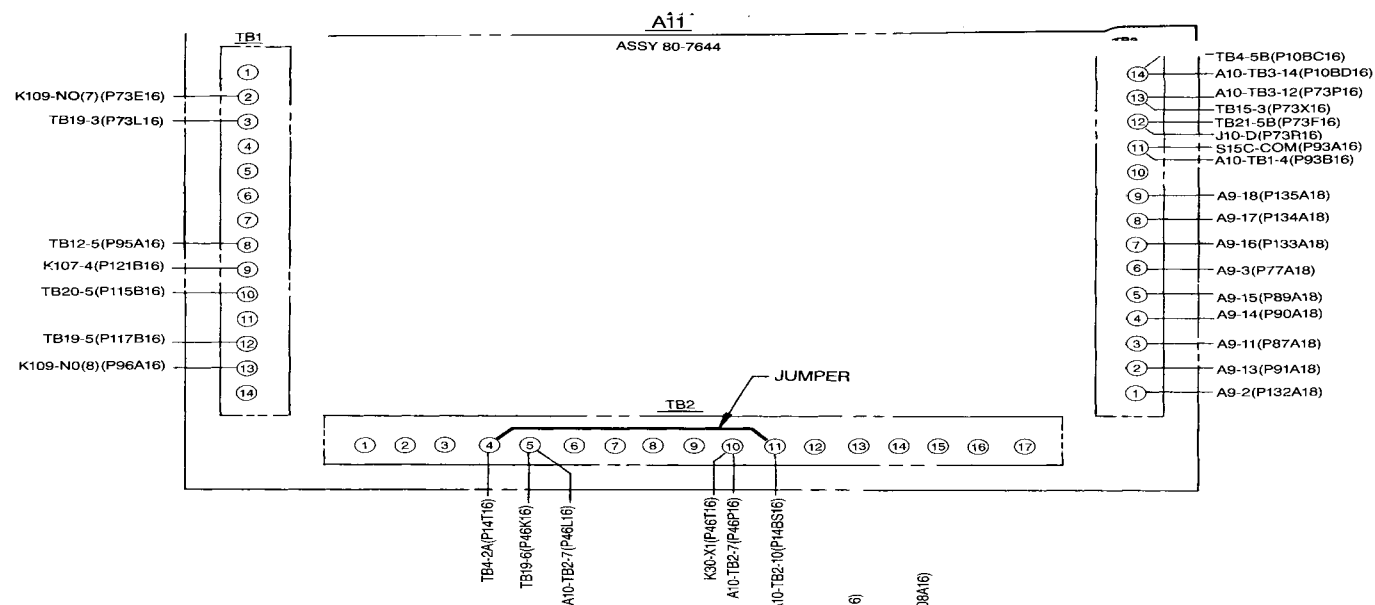 A11
ASSY 80-7644
TB1
1
2
3
4
5
6
7
8
9
10
11
12
13
14
K109-NO(7)(P73E16)
TB19-3(P73L16)
TB12-5(P95A16)
K107-4(P121B16)
TB20-5(P115B16)
TB19-5(P117B16)
K109-N0(8)(P96A16)
14
13
12
11
10
9
8
7
6
5
4
3
2
1
TB4-5B(P10BC16)
A10-TB3-14(P10BD16)
A10-TB3-12(P73P16)
TB15-3(P73X16)
TB21-5B(P73F16)
J10-D(P73R16)
S15C-COM(P93A16)
A10-TB1-4(P93B16)
A9-18(P135A18)
A9-17(P134A18)
A9-16(P133A18)
A9-3(P77A18)
A9-15(P89A18)
A9-14(P90A18)
A9-11(P87A18)
A9-13(P91A18)
A9-2(P132A18)
JUMPER
TB2
1 2 3 4 5 6 7 8 9 10 11 12 13 14 15 16 17
TB4-2A(P14T16)
TB19-6(P46K16)
A10-TB2-7(P46L16)
K30-X1(P46T16)
A10-TB2-7(P46P16)
A10-TB2-10(P14BS16)
6)
08A16)